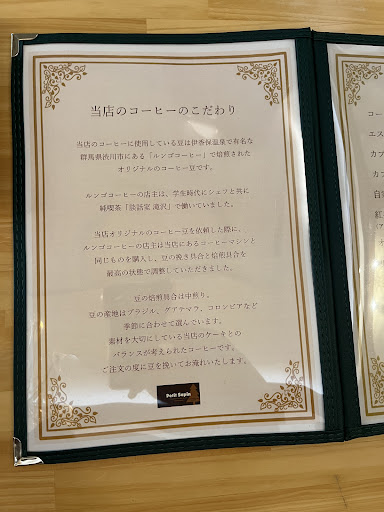 当店のコーヒーのこだわり
当店のコーヒーに使用している豆は伊香保温泉で有名な
群馬県渋川市にある「ルンゴコーヒー」で焙煎された
オリジナルのコーヒー豆です。
ルンゴコーヒーの店主は、学生時代にシェフと共に
純喫茶「談話室 滝沢」で働いていました。
当店オリジナルのコーヒー豆を依頼した際に、
ルンゴコーヒーの店主は当店にあるコーヒーマシンと
同じものを購入し、豆の挽き具合と焙煎具合を
最高の状態で調整していただきました。
豆の焙煎具合は中煎り。
豆の産地はブラジル、グアテマラ、コロンビアなど
季節に合わせて選んでいます。
素材を大切にしている当店のケーキとの
バランスが考えられたコーヒーです。
ご注文の度に豆を挽いてお淹れいたします。
Petit Sapin
コー
エス
カプ
カフ
自家
紅